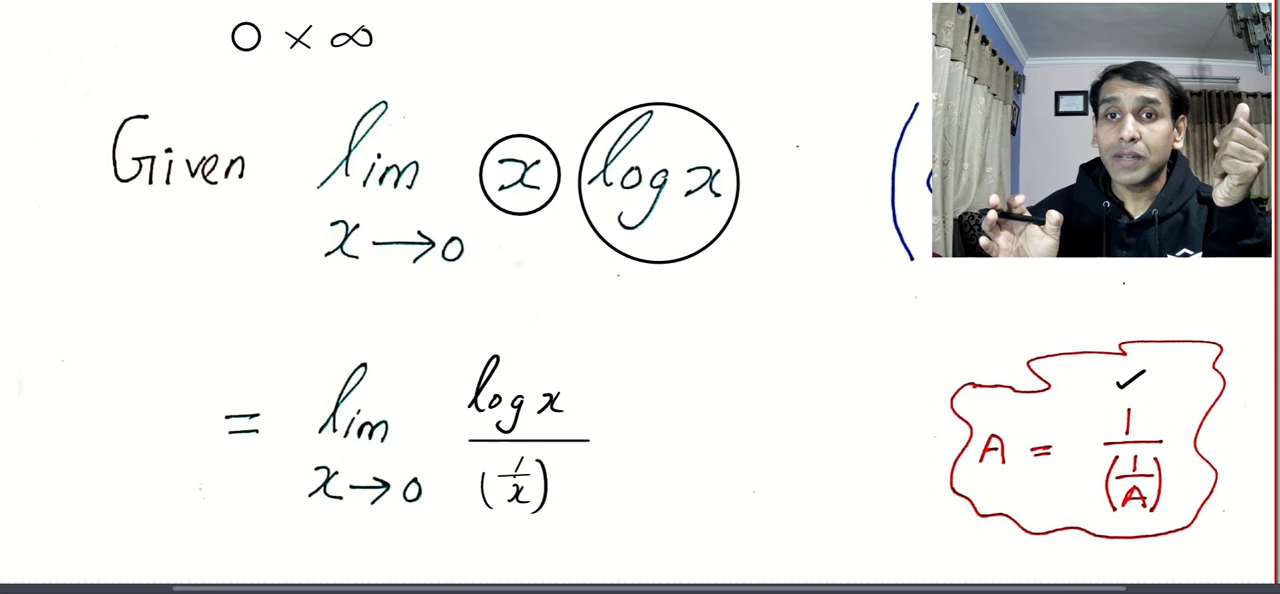 0 × ∞
Given lim x log x
x → 0
= lim log x / (1/x)
x → 0
A = 1 / (1/A)